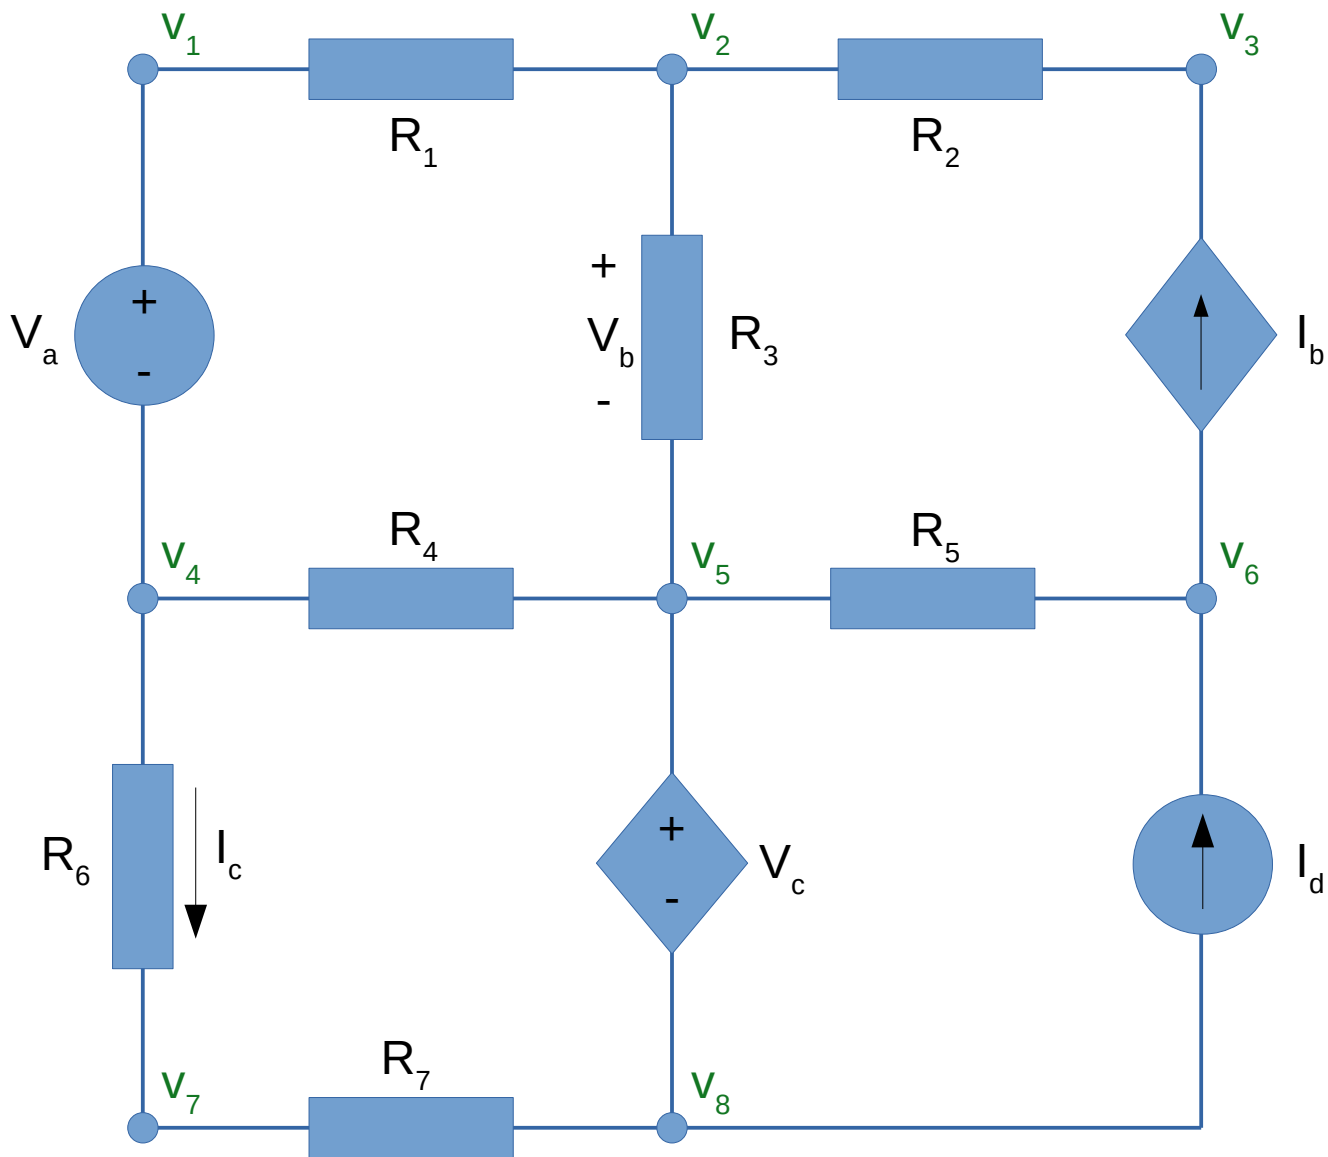 v1 v2 v3
R1 R2
+
Va + - Vb R3 Ib
-
R4 R5
v4 v5 v6
R6 Ic + - Vc Id
R7
v7 v8